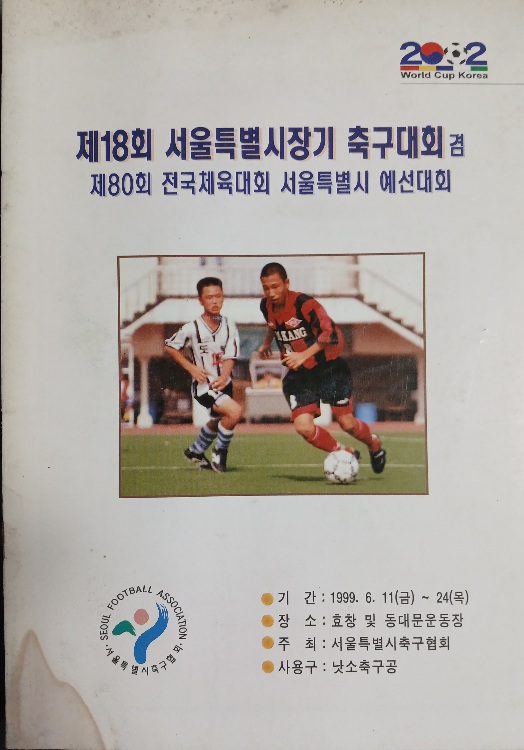 2002
World Cup Korea
제18회 서울특별시장기 축구대회 겸
제80회 전국체육대회 서울특별시 예선대회
KANG
SEOUL FOOTBALL ASSOCIATION
서울특별시축구협회
기 간 : 1999. 6. 11(금) ~ 24(목)
장 소 : 효창 및 동대문운동장
주 최 : 서울특별시축구협회
사용구 : 낫소축구공